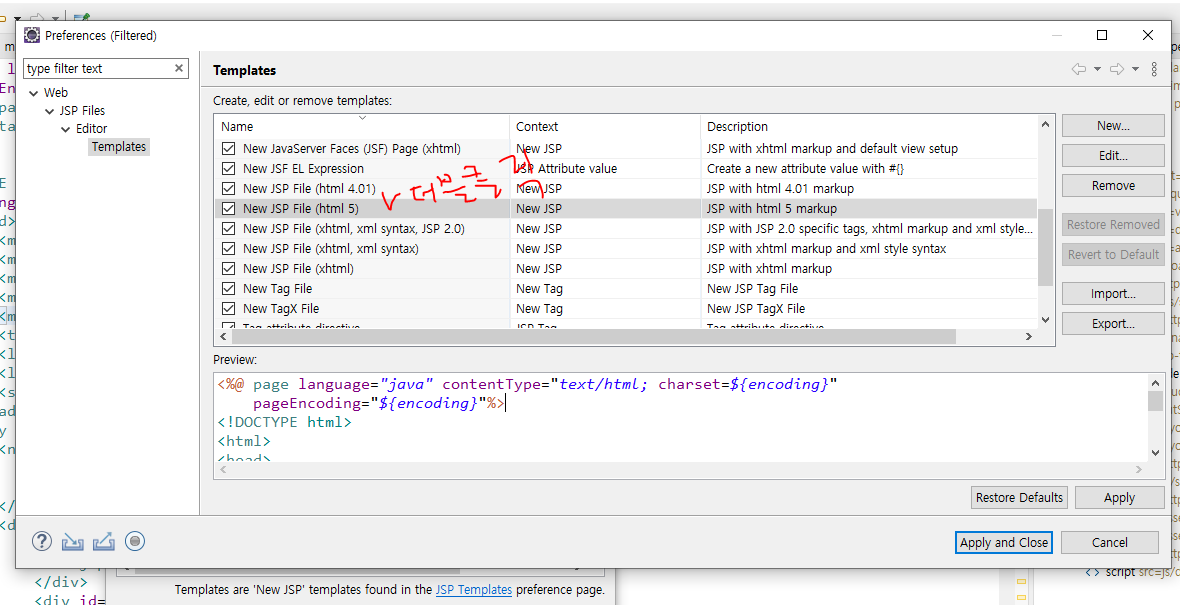 Preferences (Filtered)
type filter text
Web
JSP Files
Editor
Templates
Templates
Create, edit or remove templates:
Name Context Description
New JavaServer Faces (JSF) Page (xhtml) New JSP JSP with xhtml markup and default view setup
New JSF EL Expression JSP Attribute value Create a new attribute value with #{}
New JSP File (html 4.01) New JSP JSP with html 4.01 markup
더블클릭
New JSP File (html 5) New JSP JSP with html 5 markup
New JSP File (xhtml, xml syntax, JSP 2.0) New JSP JSP with JSP 2.0 specific tags, xhtml markup and xml style...
New JSP File (xhtml, xml syntax) New JSP JSP with xhtml markup and xml style syntax
New JSP File (xhtml) New JSP JSP with xhtml markup
New Tag File New Tag New JSP Tag File
New TagX File New Tag New JSP TagX File
Tag attribute directive JSP Tag Tag attribute directive
New...
Edit...
Remove
Restore Removed
Revert to Default
Import...
Export...
Preview:
<%@ page language="java" contentType="text/html; charset=${encoding}"
pageEncoding="${encoding}"%>
<!DOCTYPE html>
<html>
<head>
Restore Defaults Apply
Apply and Close Cancel
</div>
<div id=
Templates are 'New JSP' templates found in the JSP Templates preference page.
<> script src=js/